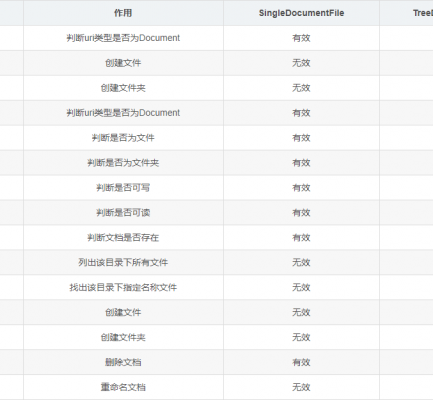 作用 SingleDocumentFile Tree
判断uri类型是否为Document 有效
创建文件 无效
创建文件夹 无效
判断uri类型是否为Document 有效
判断是否为文件 有效
判断是否为文件夹 有效
判断是否可写 有效
判断是否可读 有效
判断文档是否存在 有效
列出该目录下所有文件 无效
找出该目录下指定名称文件 无效
创建文件 无效
创建文件夹 无效
删除文档 有效
重命名文档 无效